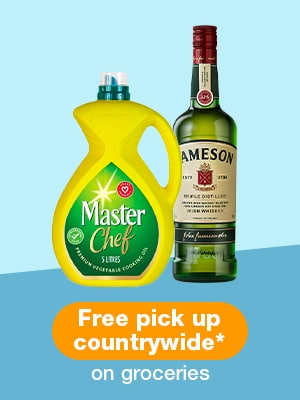 Master
Chef
5 LITRES
PREMIUM VEGETABLE COOKING OIL
JAMESON
TRIPLE DISTILLED
IRISH WHISKEY
Free pick up
countrywide*
on groceries